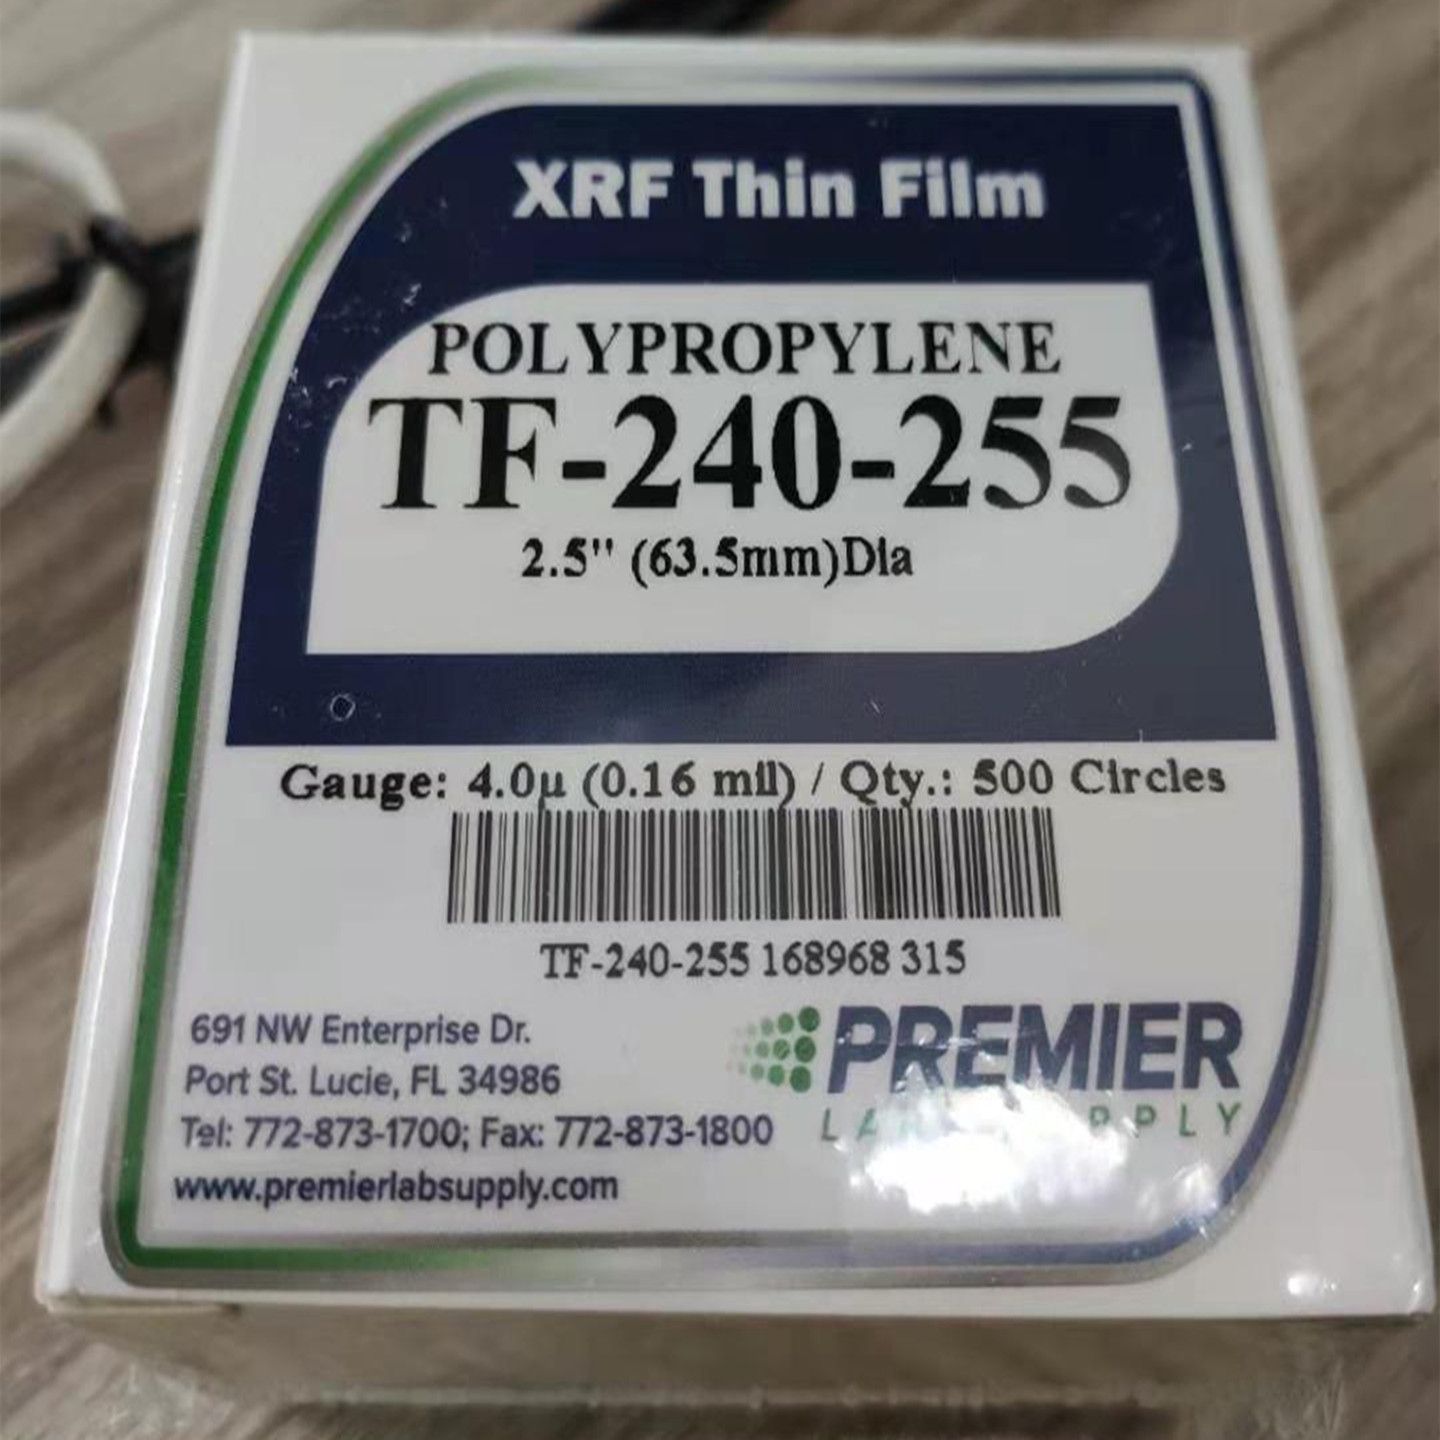 XRF Thin Film
POLYPROPYLENE
TF-240-255
2.5" (63.5mm)Dia
Gauge: 4.0µ (0.16 mil) / Qty.: 500 Circles
TF-240-255 168968 315
691 NW Enterprise Dr.
Port St. Lucie, FL 34986
Tel: 772-873-1700; Fax: 772-873-1800
www.premierlabsupply.com
PREMIER
LAB SUPPLY